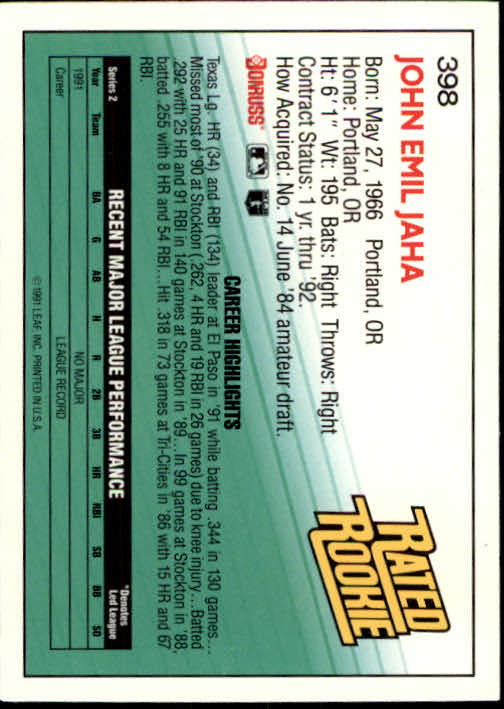 398
JOHN EMIL JAHA
RATED
ROOKIE
Born: May 27, 1966 Portland, OR
Home: Portland, OR
Ht: 6'1" Wt: 195 Bats: Right Throws: Right
Contract Status: 1 yr. thru '92.
How Acquired: No. 14 June '84 amateur draft.
DONRUSS
CAREER HIGHLIGHTS
Texas Lg. HR (34) and RBI (134) leader at El Paso in '91 while batting .344 in 130 games....
Missed most of '90 at Stockton (.262, 4 HR and 19 RBI in 26 games) due to knee injury...Batted
.292 with 25 HR and 91 RBI in 140 games at Stockton in '89...In 99 games at Stockton in '88,
batted .255 with 8 HR and 54 RBI...Hit .318 in 73 games at Tri-Cities in '86 with 15 HR and 67
RBI.
Series 2 RECENT MAJOR LEAGUE PERFORMANCE *Denotes Led League
Year Team BA G AB H R 2B 3B HR RBI SB BB SO
1991 NO MAJOR
Career LEAGUE RECORD
©1991 LEAF, INC. PRINTED IN U.S.A.